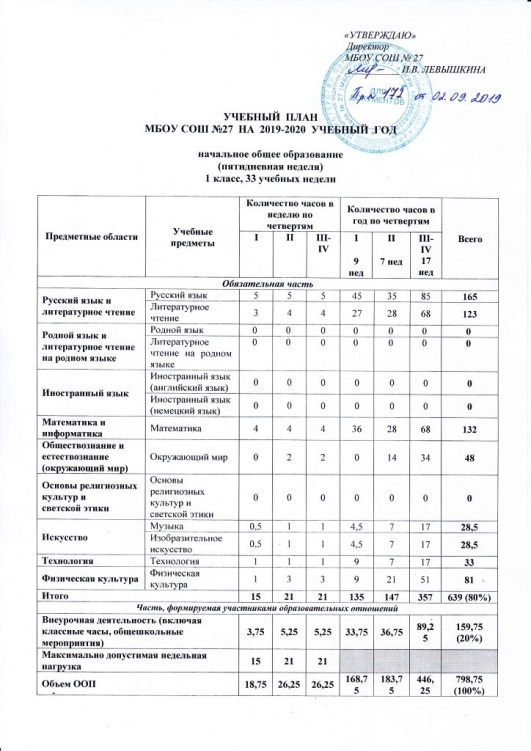 «УТВЕРЖДАЮ»
Директор
МБОУ СОШ № 27
И.В. ЛЕВЫШКИНА
Пр. № 172 от 02.09.2019
ДЛЯ
ДОКУМЕНТОВ
УЧЕБНЫЙ ПЛАН
МБОУ СОШ №27 НА 2019-2020 УЧЕБНЫЙ ГОД
начальное общее образование
(пятидневная неделя)
1 класс, 33 учебных недели
Предметные области
Учебные
предметы
Количество часов в
неделю по
четвертям
Количество часов в
год по четвертям
Всего
I II III-
IV
I
9
нед
II
7 нед
III-
IV
17
нед
Обязательная часть
Русский язык и
литературное чтение
Русский язык 5 5 5 45 35 85 165
Литературное
чтение 3 4 4 27 28 68 123
Родной язык и
литературное чтение
на родном языке
Родной язык 0 0 0 0 0 0 0
Литературное 0 0 0 0 0 0 0
чтение на родном
языке
Иностранный язык
Иностранный язык
(английский язык) 0 0 0 0 0 0 0
Иностранный язык
(немецкий язык) 0 0 0 0 0 0 0
Математика и
информатика
Математика 4 4 4 36 28 68 132
Обществознание и
естествознание
(окружающий мир)
Окружающий мир 0 2 2 0 14 34 48
Основы религиозных
культур и
светской этики
Основы
религиозных
культур и
светской этики
0 0 0 0 0 0 0
Искусство
Музыка 0,5 1 1 4,5 7 17 28,5
Изобразительное
искусство 0,5 1 1 4,5 7 17 28,5
Технология Технология 1 1 1 9 7 17 33
Физическая культура
Физическая
культура 1 3 3 9 21 51 81
Итого 15 21 21 135 147 357 639 (80%)
Часть, формируемая участниками образовательных отношений
Внеурочная деятельность (включая
классные часы, общешкольные
мероприятия)
3,75 5,25 5,25 33,75 36,75 89,2
5
159,75
(20%)
Максимально допустимая недельная
нагрузка
15 21 21
Объем ООП
18,75 26,25 26,25 168,7
5
183,7
5
446,
25
798,75
(100%)